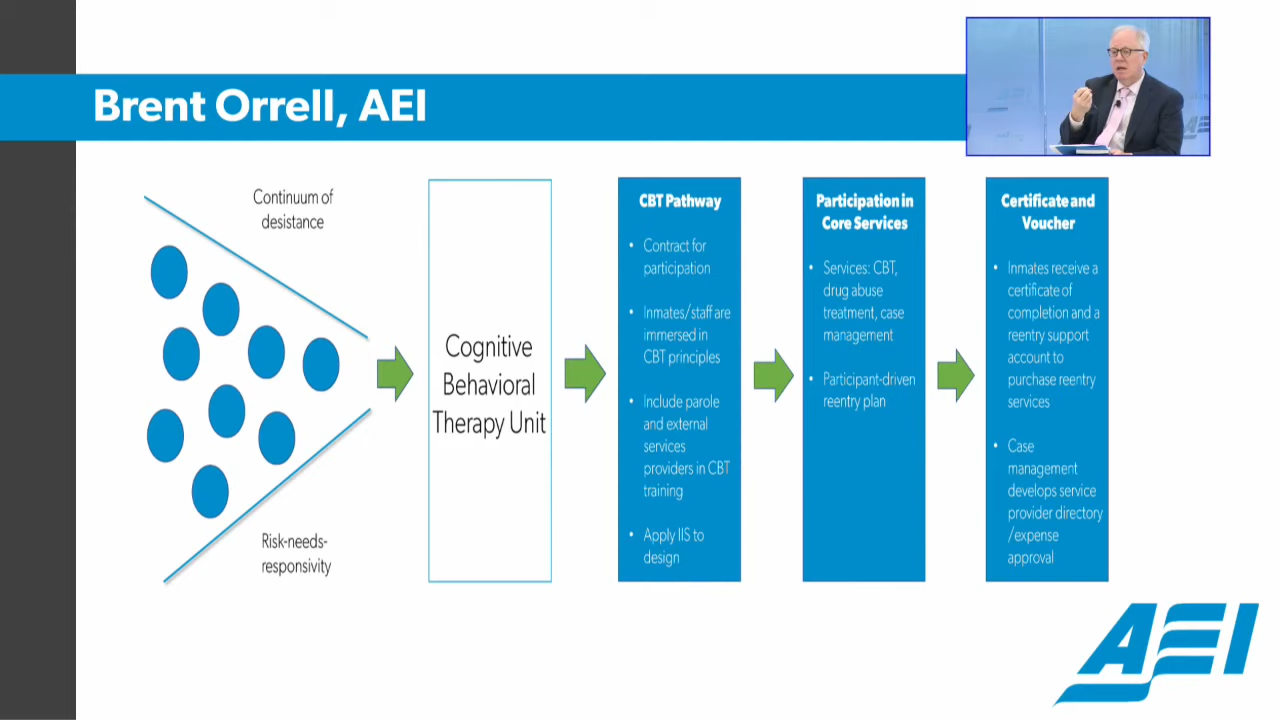 Brent Orrell, AEI
Continuum of
desistance
Risk-needs-
responsivity
Cognitive
Behavioral
Therapy Unit
CBT Pathway
• Contract for
participation
• Inmates/staff are
immersed in
CBT principles
• Include parole
and external
services
providers in CBT
training
• Apply IIS to
design
Participation in
Core Services
• Services: CBT,
drug abuse
treatment, case
management
• Participant-driven
reentry plan
Certificate and
Voucher
• Inmates receive a
certificate of
completion and a
reentry support
account to
purchase reentry
services
• Case
management
develops service
provider directory
/expense
approval
AEI